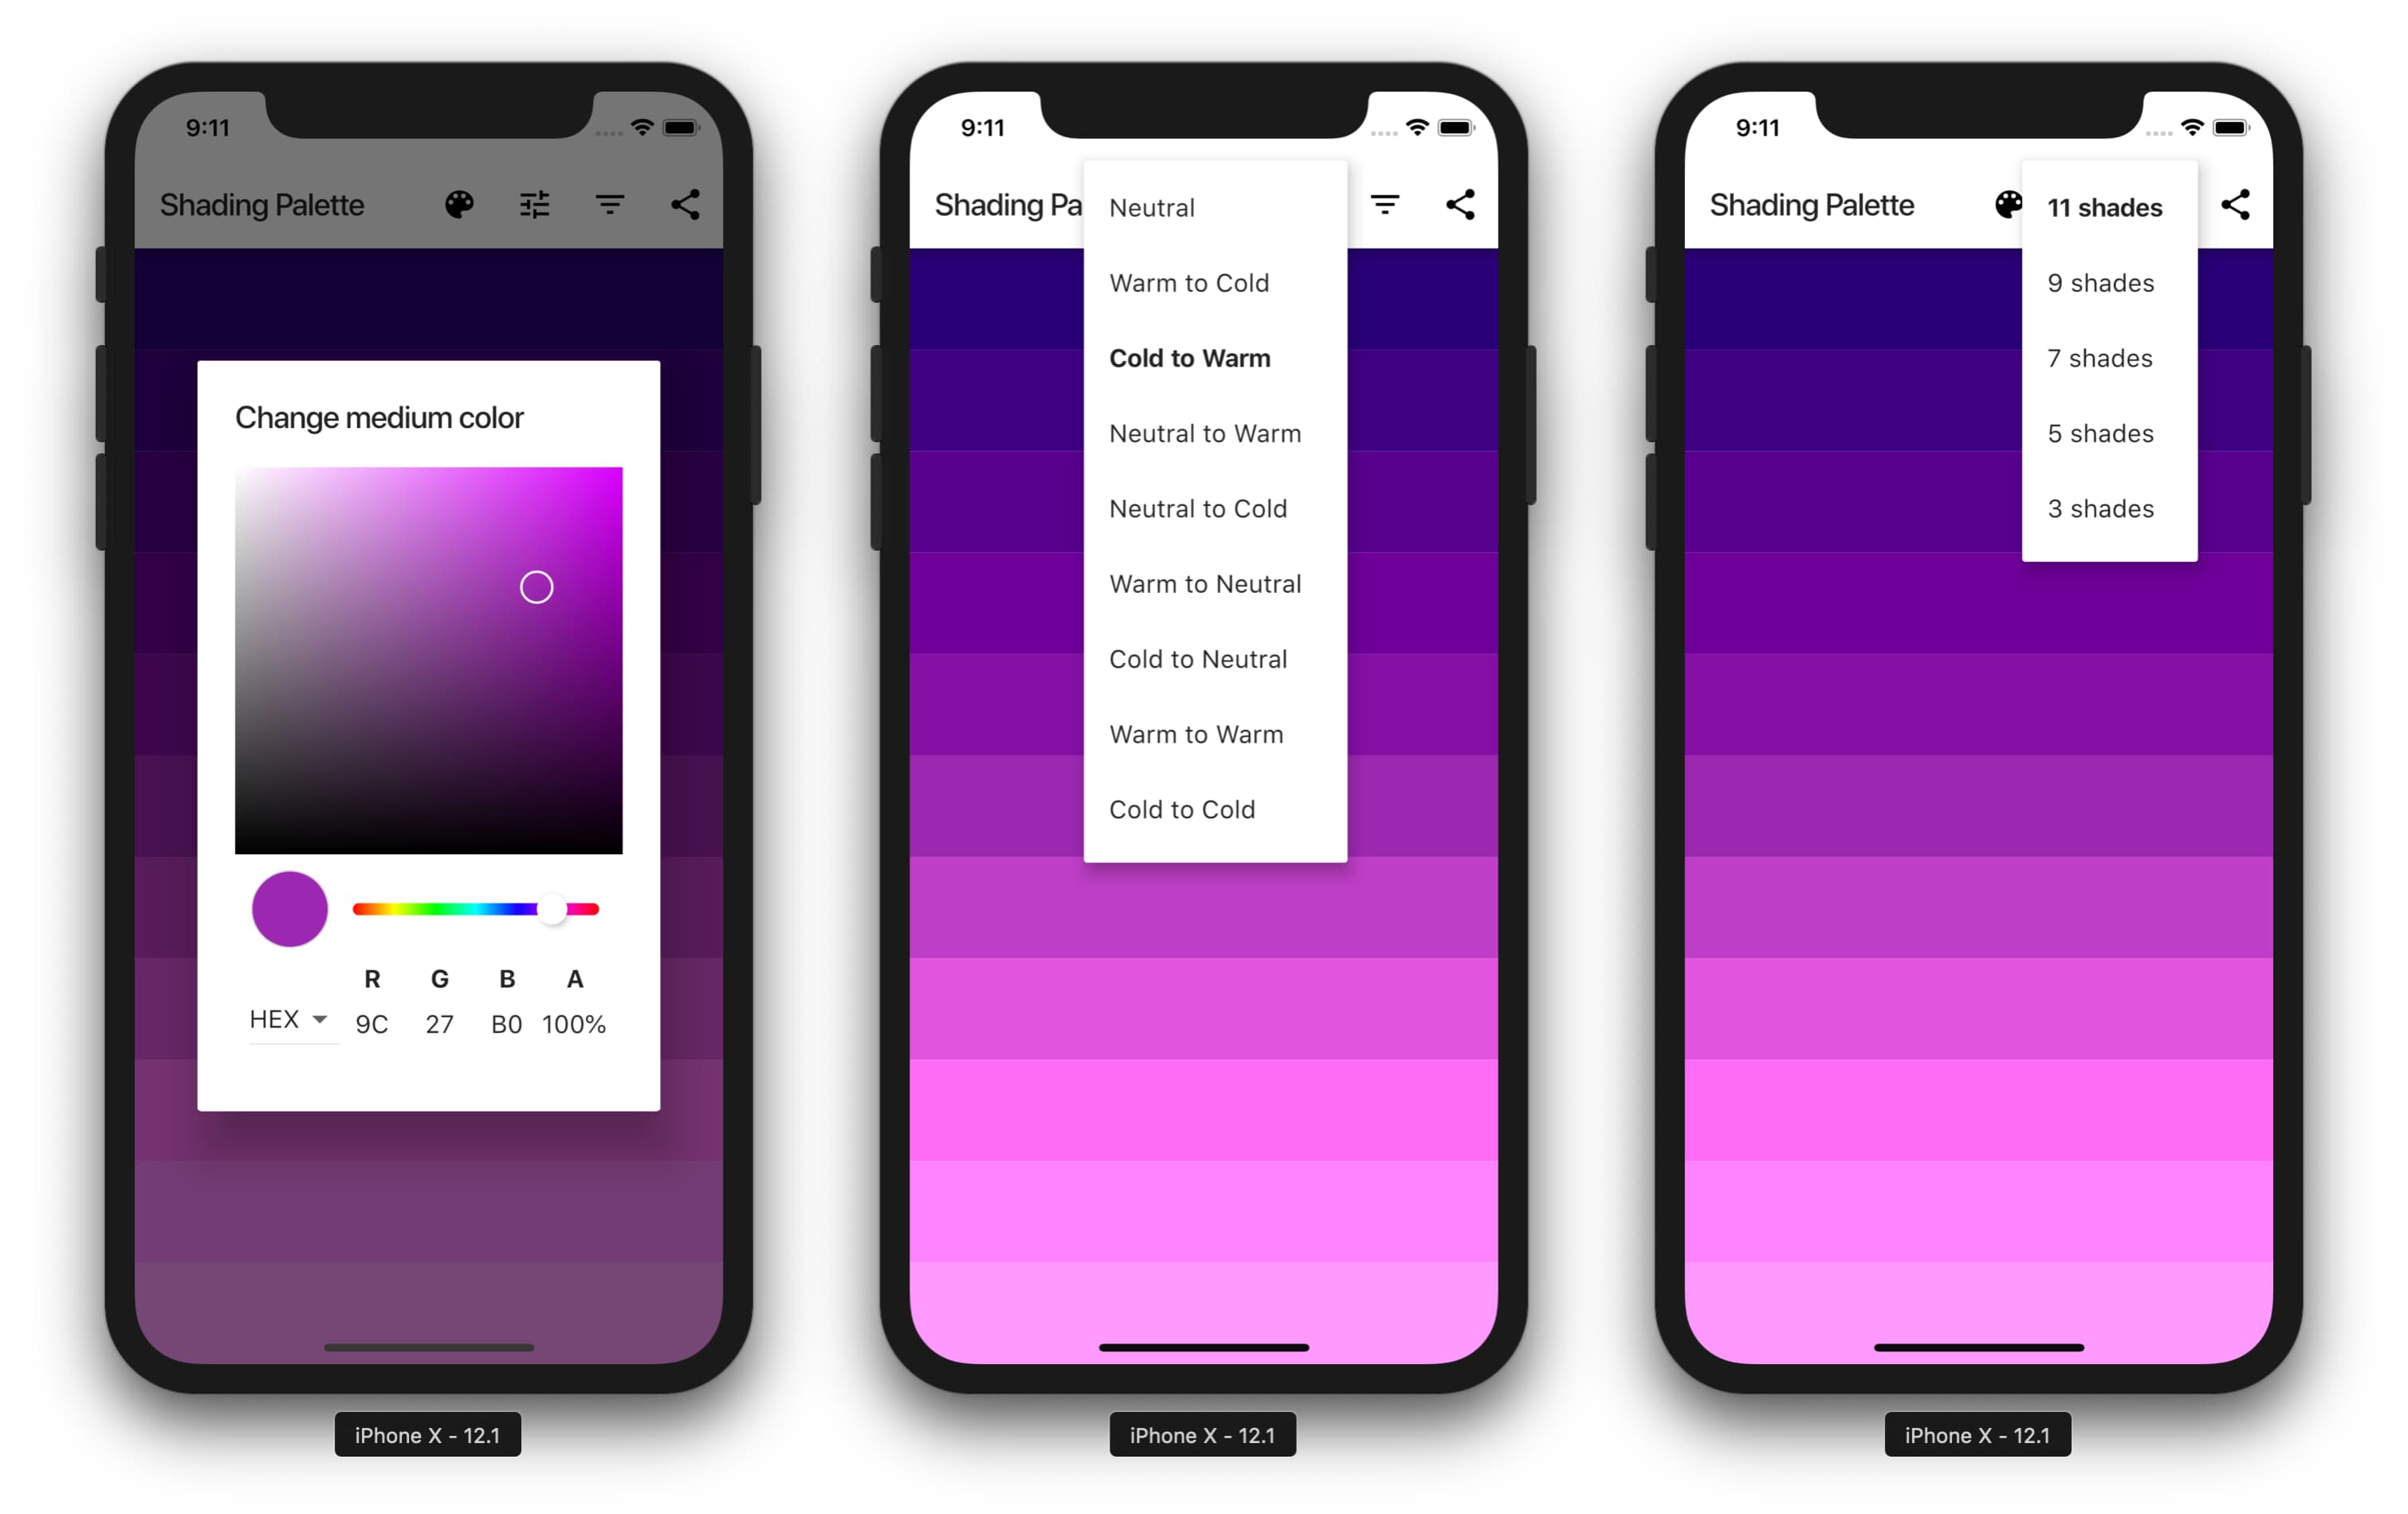 9:11
Shading Palette
Change medium color
R G B A
HEX 9C 27 B0 100%
iPhone X - 12.1
9:11
Shading Pa
Neutral
Warm to Cold
Cold to Warm
Neutral to Warm
Neutral to Cold
Warm to Neutral
Cold to Neutral
Warm to Warm
Cold to Cold
iPhone X - 12.1
9:11
Shading Palette
11 shades
9 shades
7 shades
5 shades
3 shades
iPhone X - 12.1